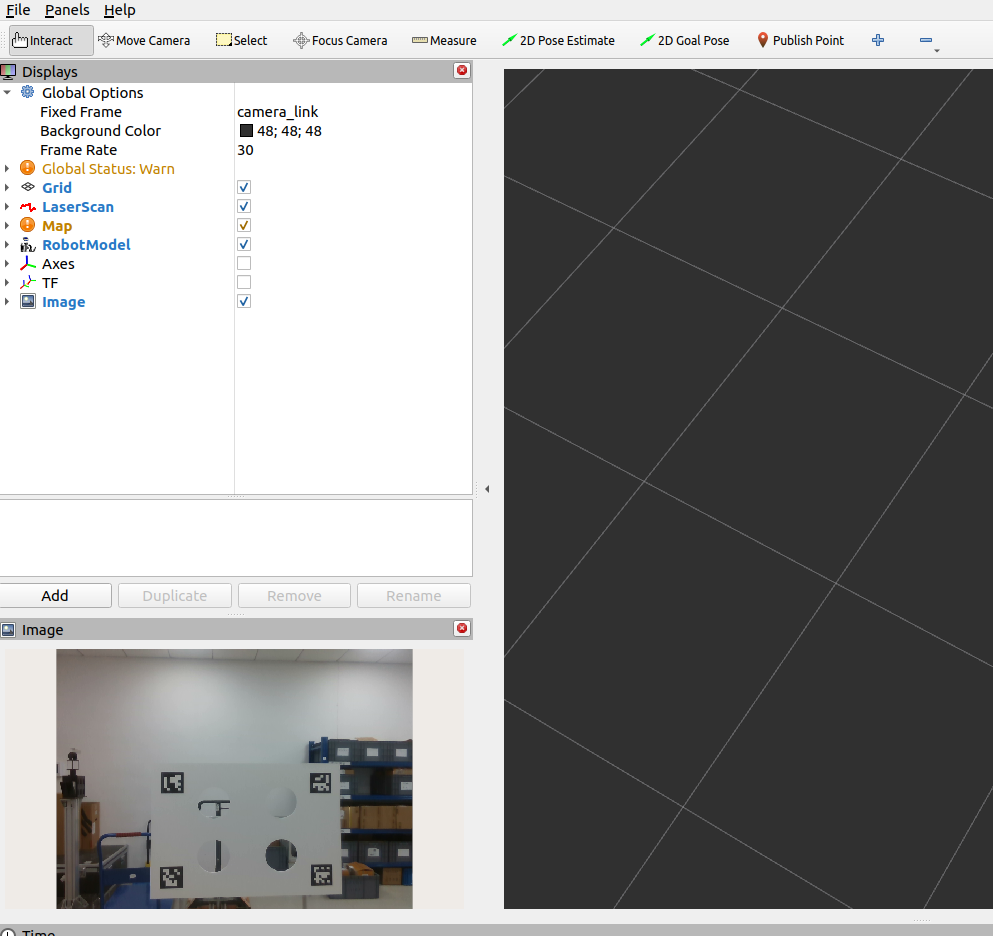 File Panels Help
Interact Move Camera Select Focus Camera Measure 2D Pose Estimate 2D Goal Pose Publish Point
Displays
Global Options
Fixed Frame camera_link
Background Color 48; 48; 48
Frame Rate 30
Global Status: Warn
Grid
LaserScan
Map
RobotModel
Axes
TF
Image
Add Duplicate Remove Rename
Image
Time